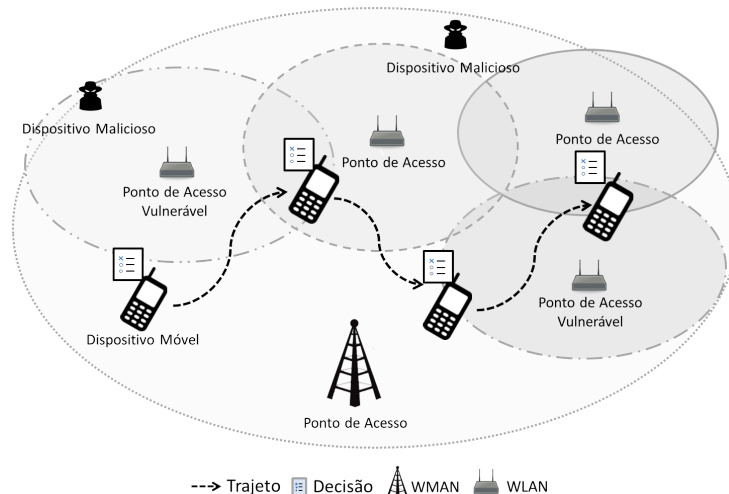 Dispositivo Malicioso
Dispositivo Malicioso
Ponto de Acesso
Ponto de Acesso
Ponto de Acesso
Vulnerável
Ponto de Acesso
Vulnerável
Dispositivo Móvel
Ponto de Acesso
Trajeto Decisão WMAN WLAN